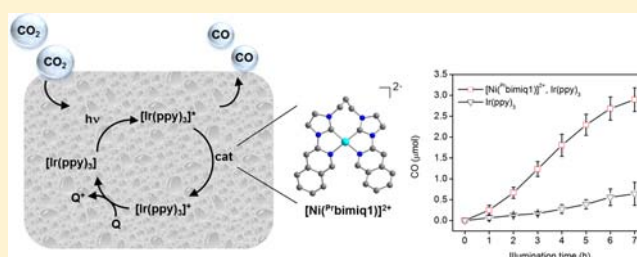 CO₂
CO₂
CO
CO
hν
[Ir(ppy)₃]*
[Ir(ppy)₃]
cat
Q⁺
Q
[Ir(ppy)₃]⁺
2-
[Ni(ᴾʳbimiq1)]²⁺
CO (μmol)
3.5
3.0
2.5
2.0
1.5
1.0
0.5
0.0
[Ni(ᴾʳbimiq1)]²⁺, Ir(ppy)₃
Ir(ppy)₃
0 1 2 3 4 5 6 7
Illumination time (h)